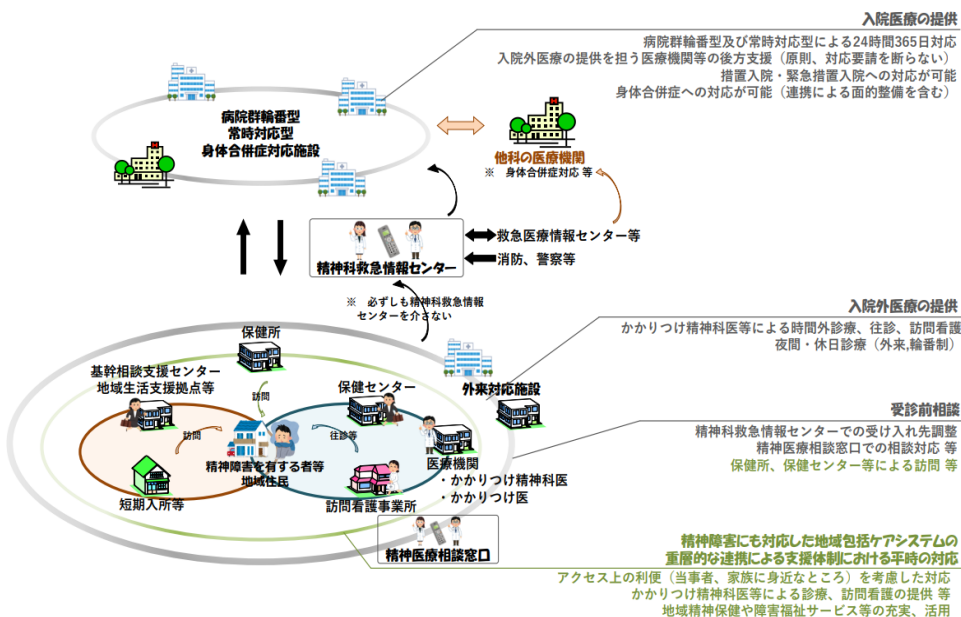 入院医療の提供
病院群輪番型及び常時対応型による24時間365日対応
入院外医療の提供を担う医療機関等の後方支援（原則、対応要請を断らない）
措置入院・緊急措置入院への対応が可能
身体合併症への対応が可能（連携による面的整備を含む）
病院群輪番型
常時対応型
身体合併症対応施設
他科の医療機関
※　身体合併症対応 等
救急医療情報センター等
消防、警察等
精神科救急情報センター
※　必ずしも精神科救急情報
センターを介さない
入院外医療の提供
かかりつけ精神科医等による時間外診療、往診、訪問看護
夜間・休日診療（外来,輪番制）
保健所
基幹相談支援センター
地域生活支援拠点等
訪問
保健センター
外来対応施設
訪問
往診等
精神障害を有する者等
地域住民
医療機関
・かかりつけ精神科医
・かかりつけ医
短期入所等
訪問看護事業所
精神医療相談窓口
受診前相談
精神科救急情報センターでの受け入れ先調整
精神医療相談窓口での相談対応 等
保健所、保健センター等による訪問 等
精神障害にも対応した地域包括ケアシステムの
重層的な連携による支援体制における平時の対応
アクセス上の利便（当事者、家族に身近なところ）を考慮した対応
かかりつけ精神科医等による診療、訪問看護の提供 等
地域精神保健や障害福祉サービス等の充実、活用